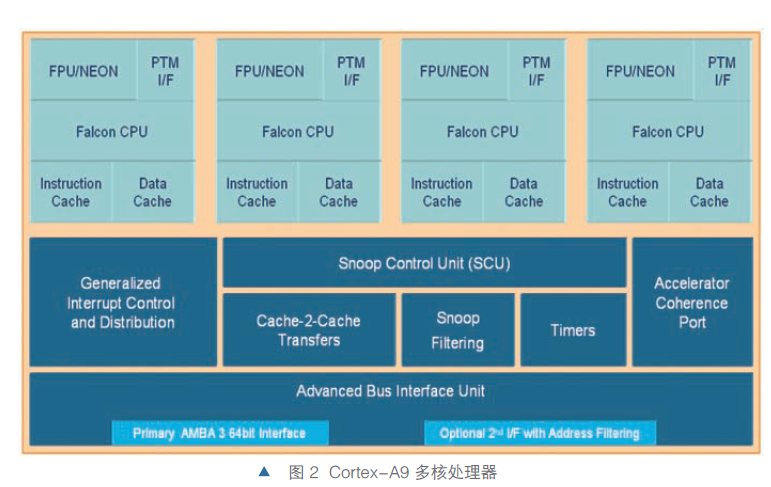 FPU/NEON
PTM
I/F
Falcon CPU
Instruction
Cache
Data
Cache
FPU/NEON
PTM
I/F
Falcon CPU
Instruction
Cache
Data
Cache
FPU/NEON
PTM
I/F
Falcon CPU
Instruction
Cache
Data
Cache
FPU/NEON
PTM
I/F
Falcon CPU
Instruction
Cache
Data
Cache
Generalized
Interrupt Control
and Distribution
Snoop Control Unit (SCU)
Cache-2-Cache
Transfers
Snoop
Filtering
Timers
Accelerator
Coherence
Port
Advanced Bus Interface Unit
Primary AMBA 3 64bit Interface
Optional 2nd I/F with Address Filtering
▲ 图 2 Cortex-A9 多核处理器